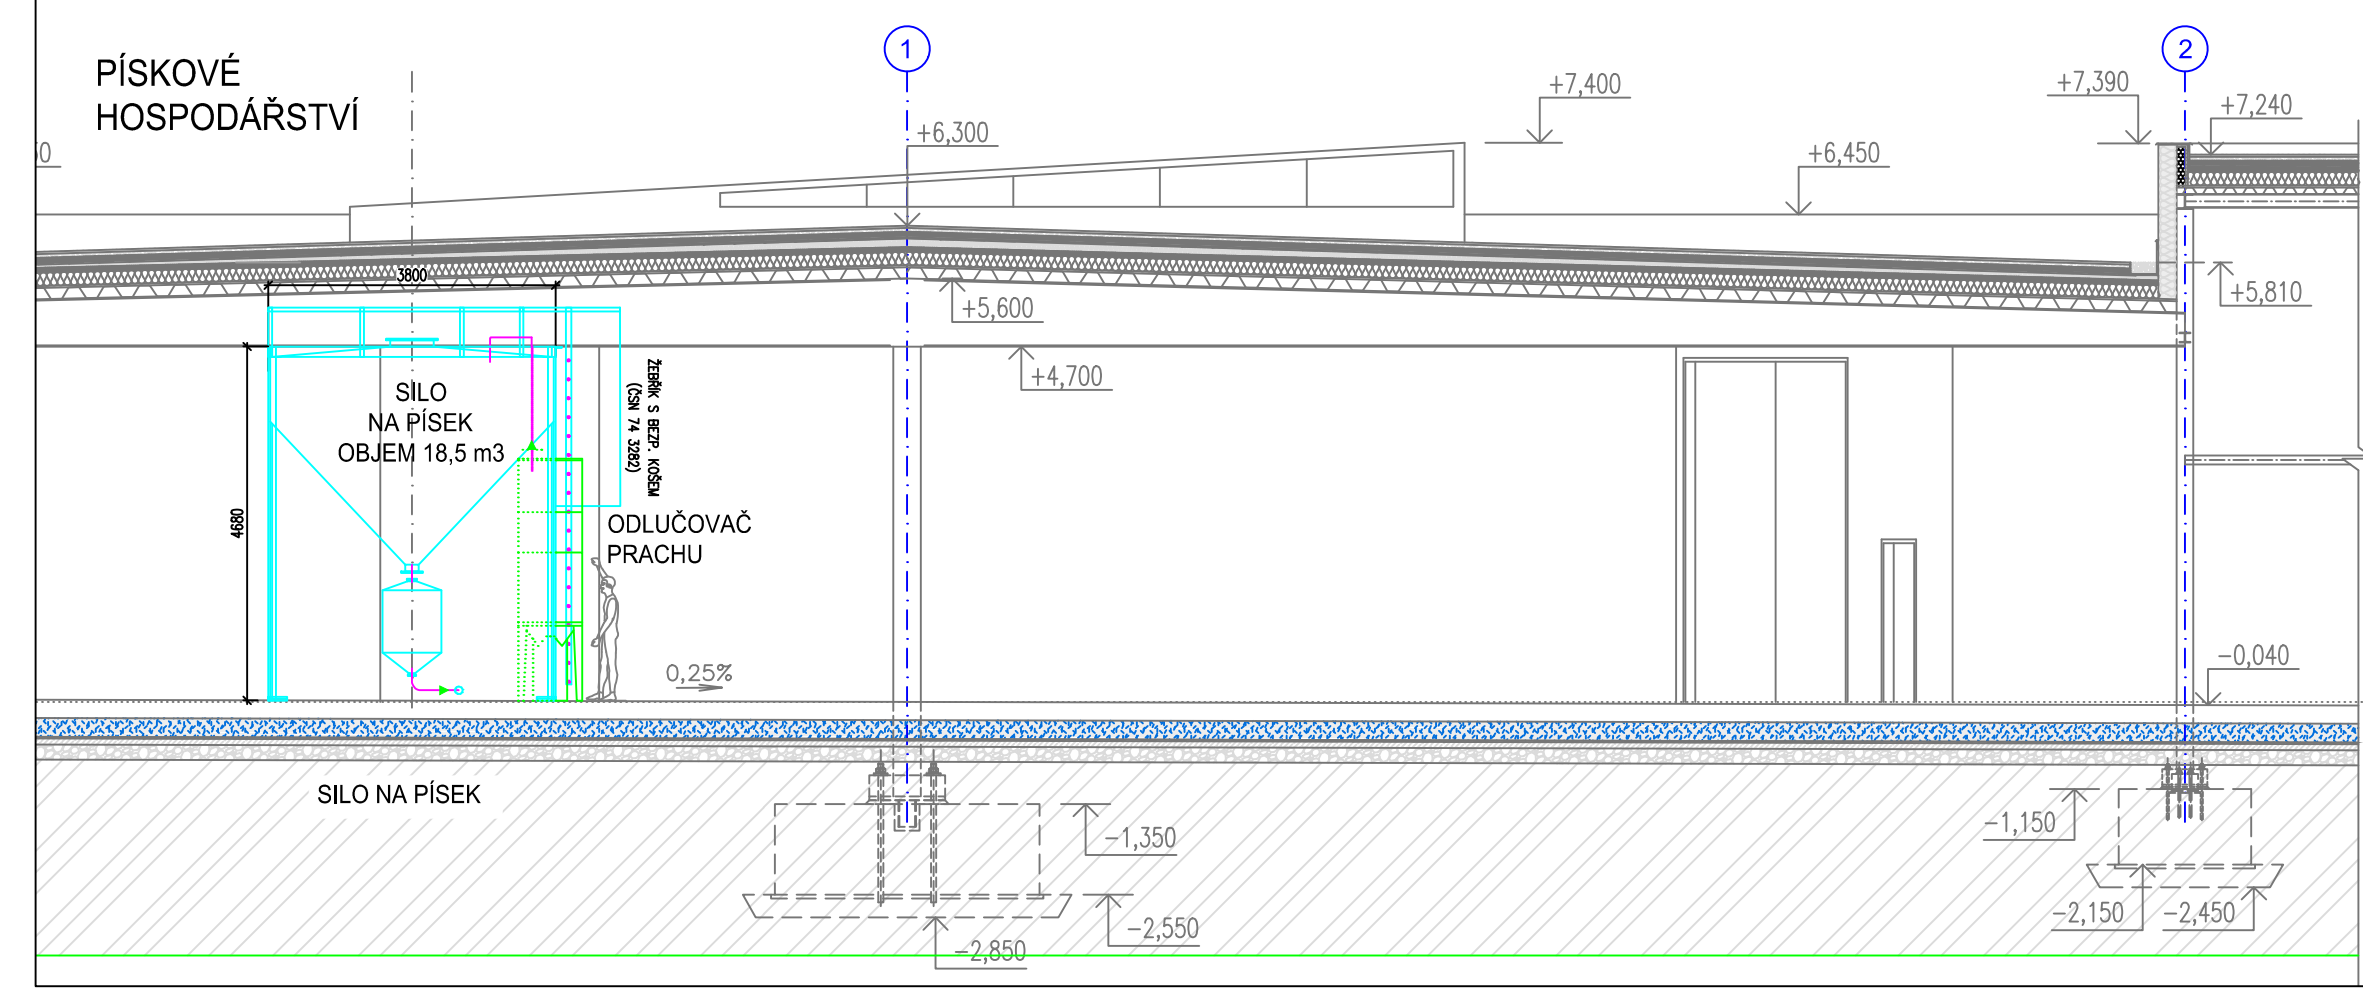 1
2
PÍSKOVÉ
HOSPODÁŘSTVÍ
+7,400
+7,390
+7,240
+6,300
+6,450
3800
+5,600
+5,810
+4,700
SILO
NA PÍSEK
OBJEM 18,5 m3
ŽEBŘÍK S BEZP. KOŠEM
(ČSN 74 3282)
4680
ODLUČOVAČ
PRACHU
0,25%
-0,040
SILO NA PÍSEK
-1,350
-1,150
-2,550
-2,850
-2,150
-2,450